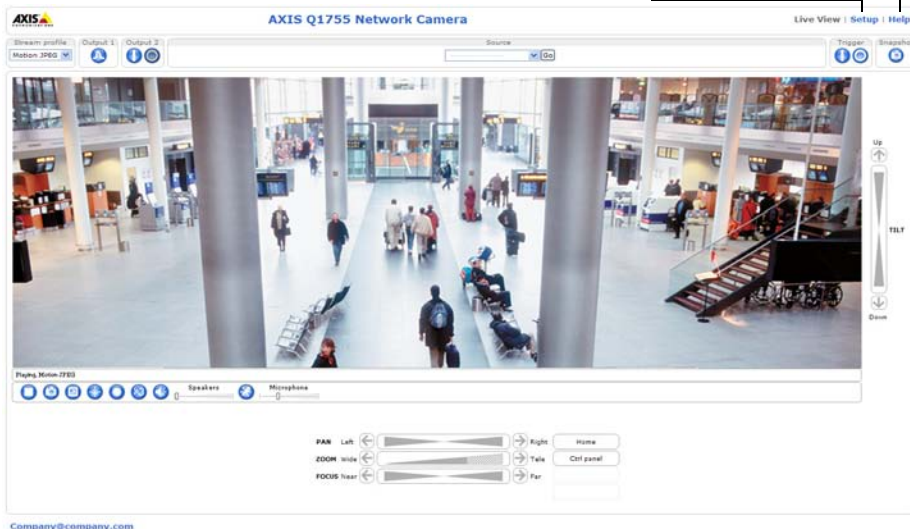 AXIS
COMMUNICATIONS
AXIS Q1755 Network Camera
Live View | Setup | Help
Stream profile
Output 1
Output 2
Source
Trigger
Snapsho
Motion JPEG
Go
Up
TILT
Down
Playing, Motion JPEG
Speakers
Microphone
PAN Left Right Home
ZOOM Wide Tele Ctrl panel
FOCUS Near Far
Company@company.com